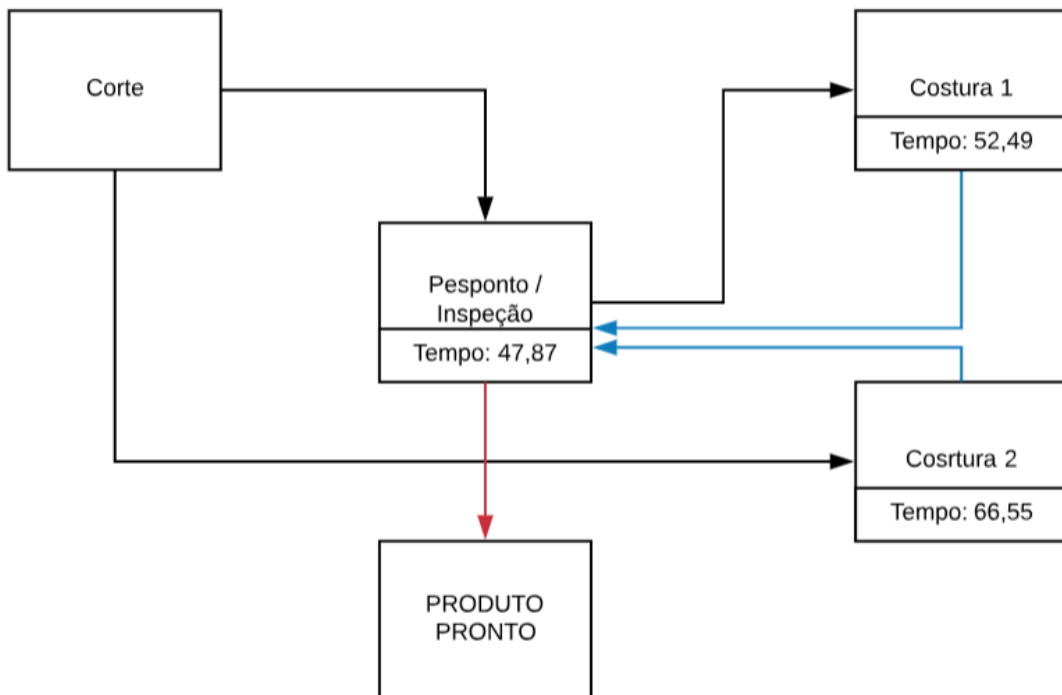 Corte
Costura 1
Tempo: 52,49
Pesponto /
Inspeção
Tempo: 47,87
Cosrtura 2
Tempo: 66,55
PRODUTO
PRONTO